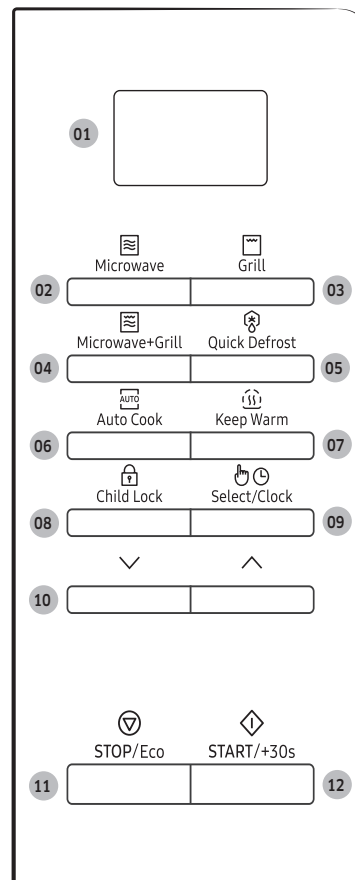 01
Microwave Grill
02 03
Microwave+Grill Quick Defrost
04 05
AUTO
Auto Cook Keep Warm
06 07
Child Lock Select/Clock
08 09
10
STOP/Eco START/+30s
11 12